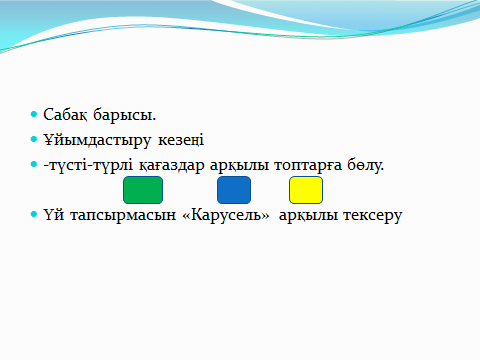 Сабақ барысы.
Ұйымдастыру кезеңі
-түсті-түрлі қағаздар арқылы топтарға бөлу.
Үй тапсырмасын «Карусель» арқылы тексеру